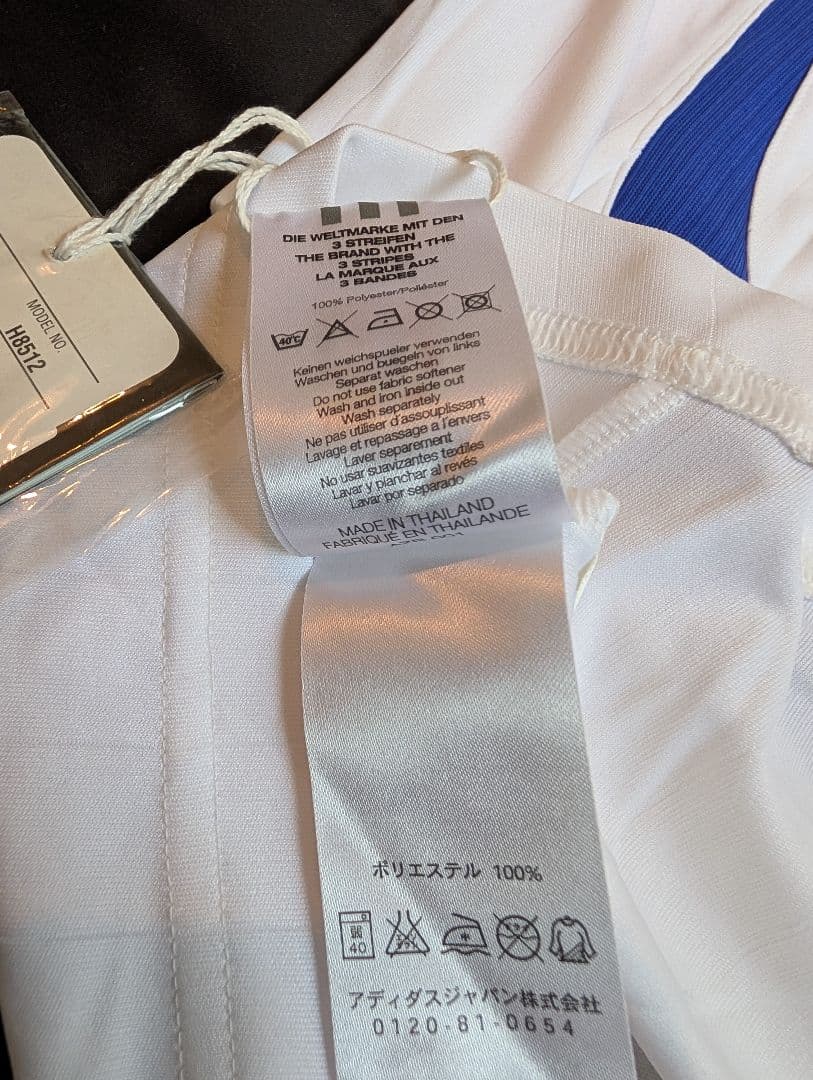 MODEL NO.
H8512
DIE WELTMARKE MIT DEN
3 STREIFEN
THE BRAND WITH THE
3 STRIPES
LA MARQUE AUX
3 BANDES
100% Polyester/Poliéster
40°C
Keinen weichspueler verwenden
Waschen und buegeln von links
Separat waschen
Do not use fabric softener
Wash and iron inside out
Wash separately
Ne pas utiliser d'assouplissant
Lavage et repassage a l'envers
Laver separement
No usar suavizantes textiles
Lavar y planchar al revés
Lavar por separado
MADE IN THAILAND
FABRIQUÉ EN THAILANDE
ポリエステル 100%
弱
40
アディダスジャパン株式会社
0120-81-0654